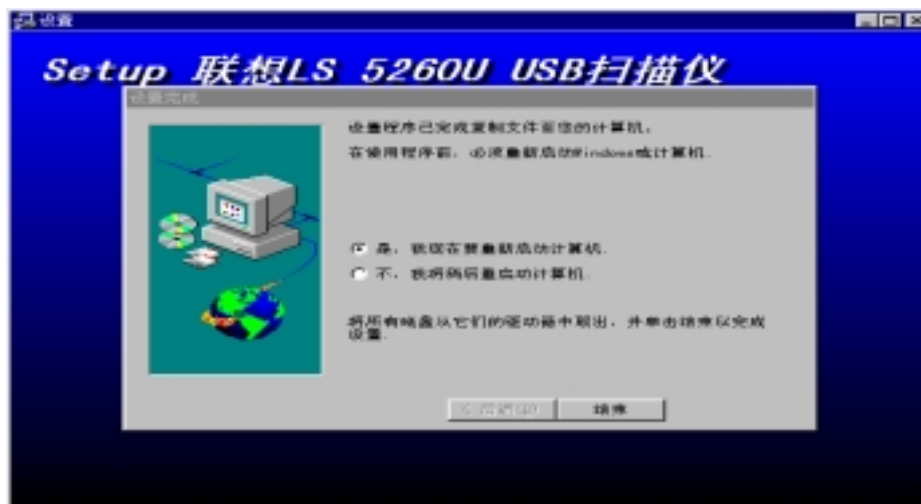 设置
Setup 联想LS 5260U USB扫描仪
设置完成
设置程序已完成复制文件至您的计算机。
在使用程序前，必须重新启动Windows或计算机.
是，我现在要重新启动计算机.
不，我将稍后重启动计算机.
将所有磁盘从它们的驱动器中取出，并单击结束以完成
设置.
结束